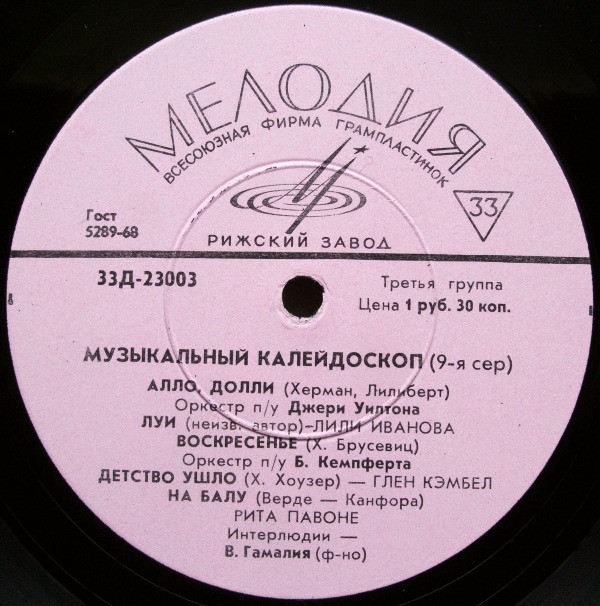 МЕЛОДИЯ
ВСЕСОЮЗНАЯ ФИРМА ГРАМПЛАСТИНОК
33
Гост
5289-68
РИЖСКИЙ ЗАВОД
33Д-23003
Третья группа
Цена 1 руб. 30 коп.
МУЗЫКАЛЬНЫЙ КАЛЕЙДОСКОП (9-я сер)
АЛЛО, ДОЛЛИ (Херман, Лилиберт)
Оркестр п/у Джери Уилтона
ЛУИ (неизв. автор)–ЛИЛИ ИВАНОВА
ВОСКРЕСЕНЬЕ (Х. Брусевиц)
Оркестр п/у Б. Кемпферта
ДЕТСТВО УШЛО (Х. Хоузер) — ГЛЕН КЭМБЕЛ
НА БАЛУ (Верде — Канфора)
РИТА ПАВОНЕ
Интерлюдии —
В. Гамалия (ф-но)